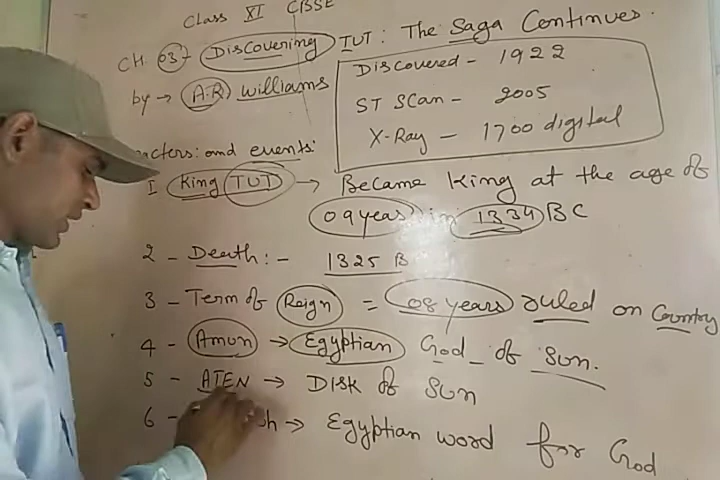 Class XI CBSE
CH 03- Discovering TUT: The Saga Continues.
by → A.R. Williams
Discovered - 1922
ST Scan - 2005
X-Ray - 1700 digital
and events:
1 King TUT → Became King at the age of
09 years in 1334 BC
2 - Death:- 1325 B
3 - Term of Reign = 08 years ruled on Country
4 - Amun → Egyptian God of Sun.
5 - ATEN → DISK of Sun
6 - → Egyptian word for God